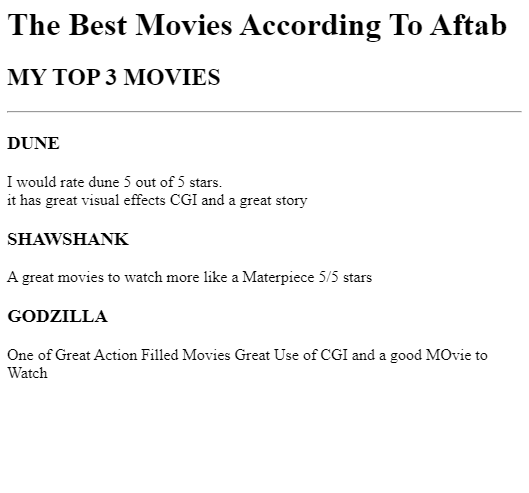 The Best Movies According To Aftab
MY TOP 3 MOVIES
DUNE
I would rate dune 5 out of 5 stars.
it has great visual effects CGI and a great story
SHAWSHANK
A great movies to watch more like a Materpiece 5/5 stars
GODZILLA
One of Great Action Filled Movies Great Use of CGI and a good MOvie to
Watch